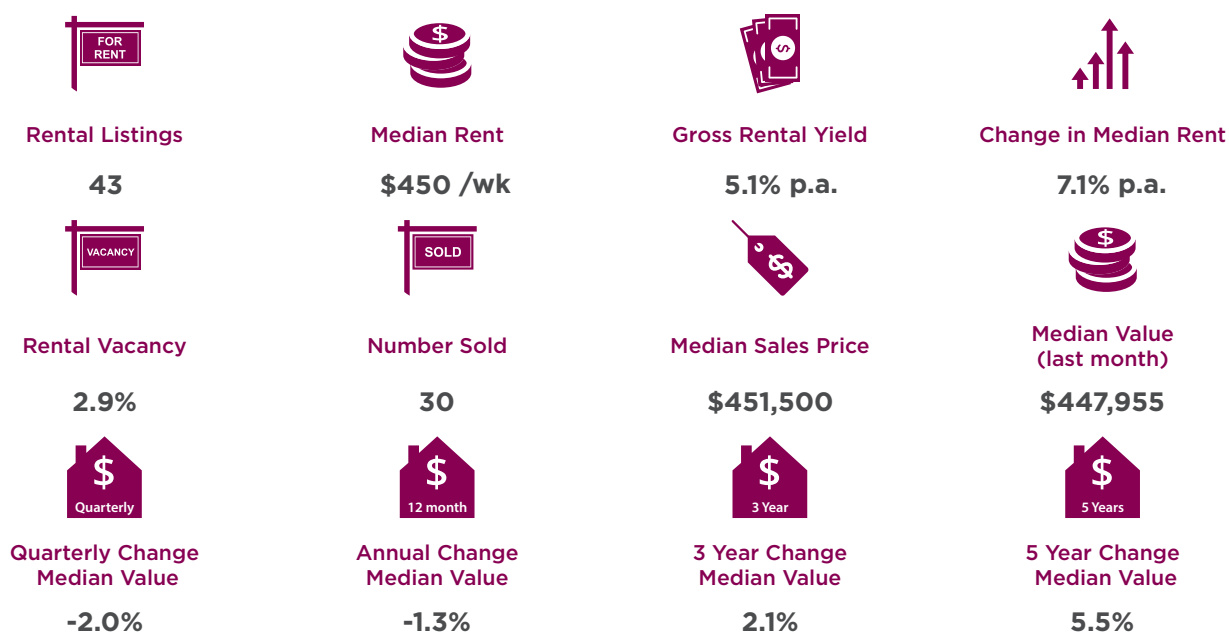 FOR
RENT
$
Rental Listings
Median Rent
Gross Rental Yield
Change in Median Rent
43
$450 /wk
5.1% p.a.
7.1% p.a.
VACANCY
SOLD
$
$
Rental Vacancy
Number Sold
Median Sales Price
Median Value
(last month)
2.9%
30
$451,500
$447,955
$
Quarterly
$
12 month
$
3 Year
$
5 Years
Quarterly Change
Median Value
Annual Change
Median Value
3 Year Change
Median Value
5 Year Change
Median Value
-2.0%
-1.3%
2.1%
5.5%